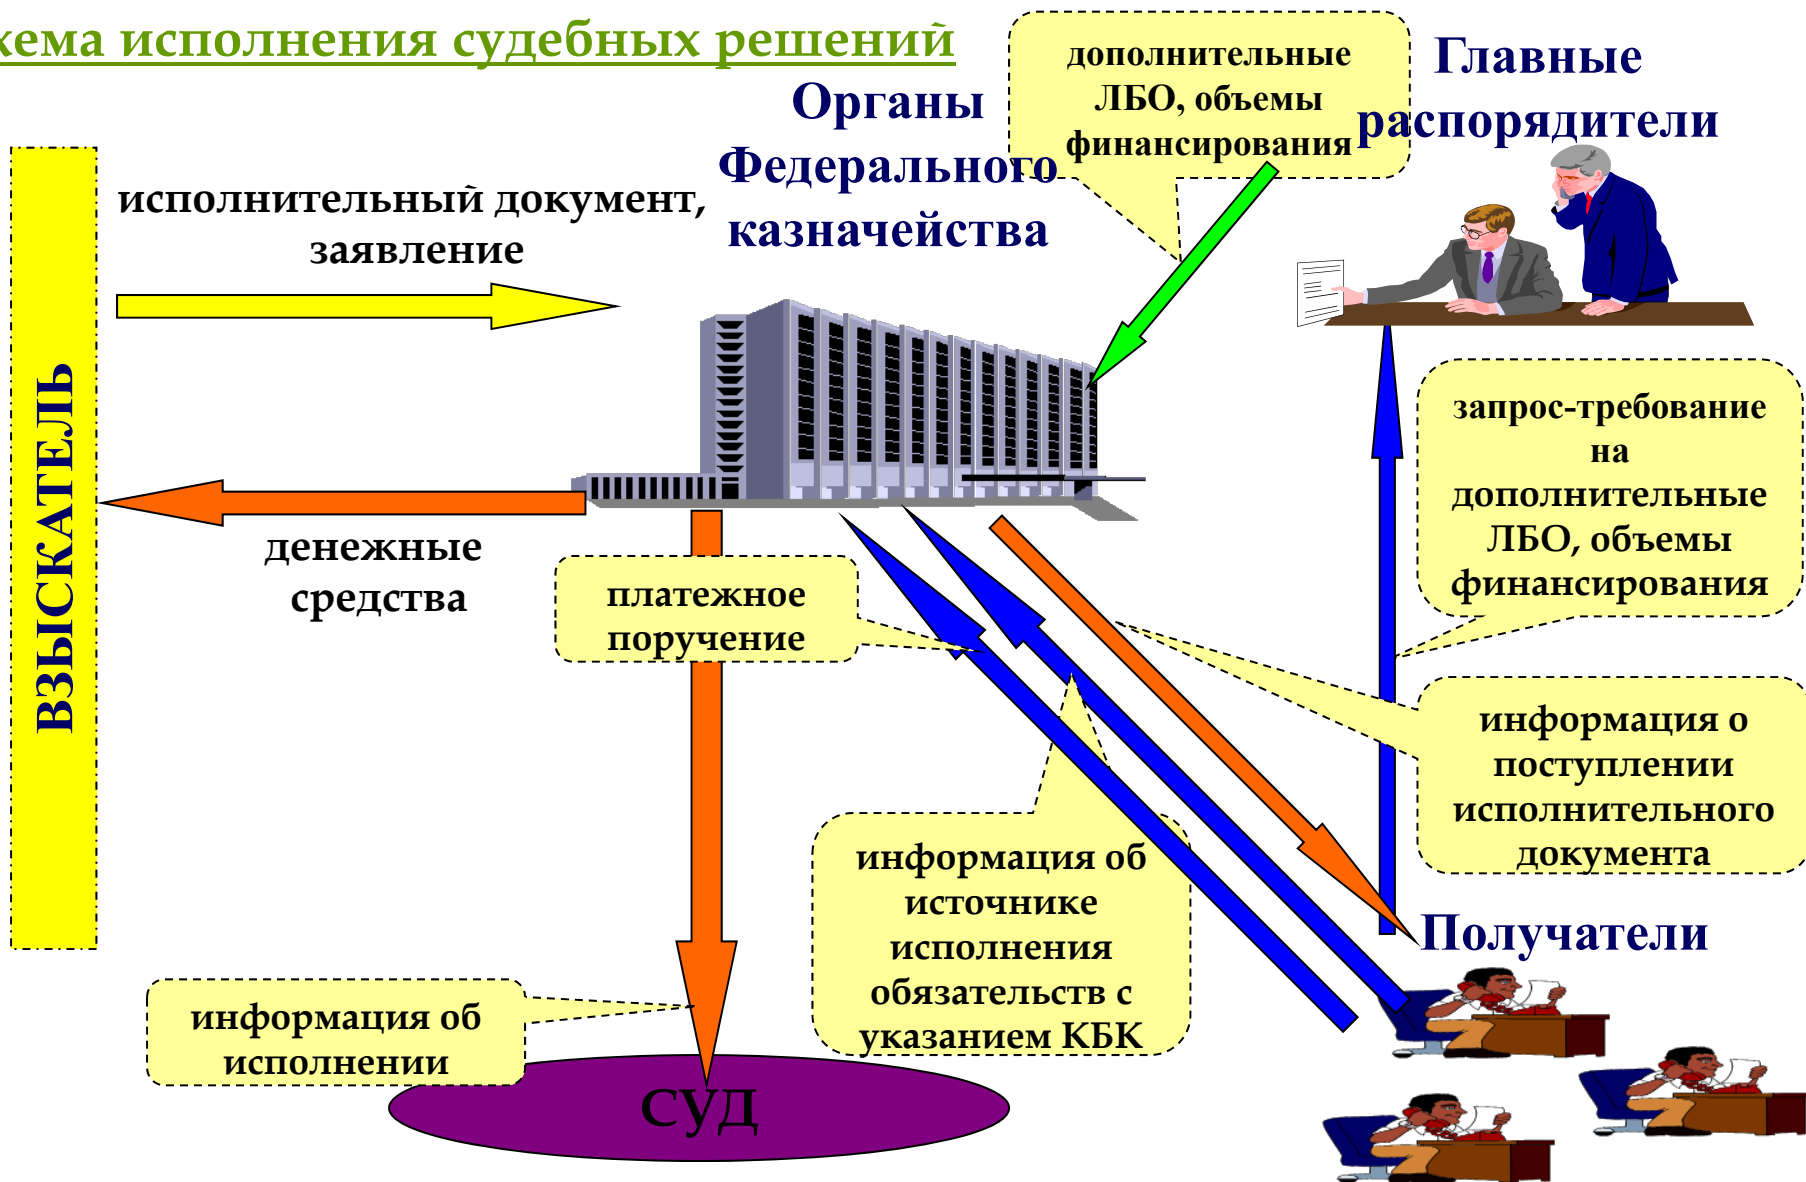 хема исполнения судебных решений
дополнительные
ЛБО, объемы
финансирования
Главные
распорядители
Органы
Федерального
казначейства
исполнительный документ,
заявление
ВЗЫСКАТЕЛЬ
запрос-требование
на
дополнительные
ЛБО, объемы
финансирования
денежные
средства
платежное
поручение
информация о
поступлении
исполнительного
документа
информация об
источнике
исполнения
обязательств с
указанием КБК
Получатели
информация об
исполнении
суд